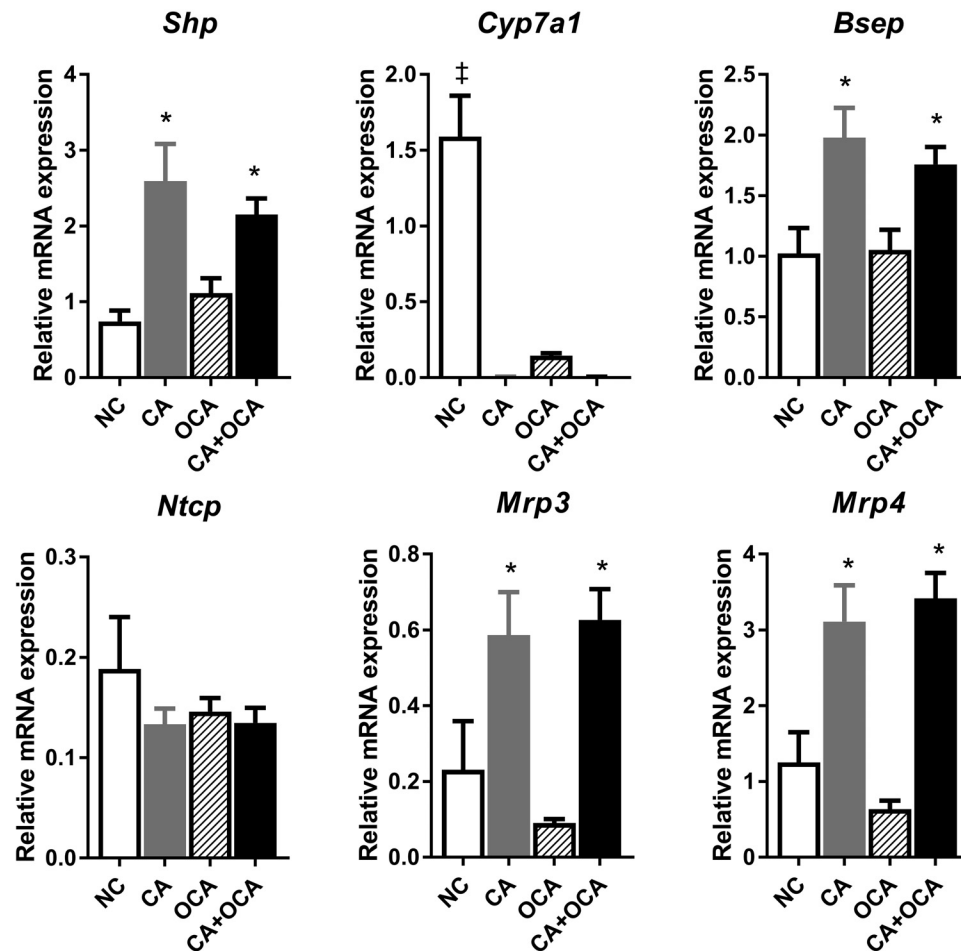 Shp
Relative mRNA expression
4
3
2
1
0
*
*
NC
CA
OCA
CA+OCA
Cyp7a1
Relative mRNA expression
2.0
1.5
1.0
0.5
0.0
‡
NC
CA
OCA
CA+OCA
Bsep
Relative mRNA expression
2.5
2.0
1.5
1.0
0.5
0.0
*
*
NC
CA
OCA
CA+OCA
Ntcp
Relative mRNA expression
0.3
0.2
0.1
0.0
NC
CA
OCA
CA+OCA
Mrp3
Relative mRNA expression
0.8
0.6
0.4
0.2
0.0
*
*
NC
CA
OCA
CA+OCA
Mrp4
Relative mRNA expression
4
3
2
1
0
*
*
NC
CA
OCA
CA+OCA